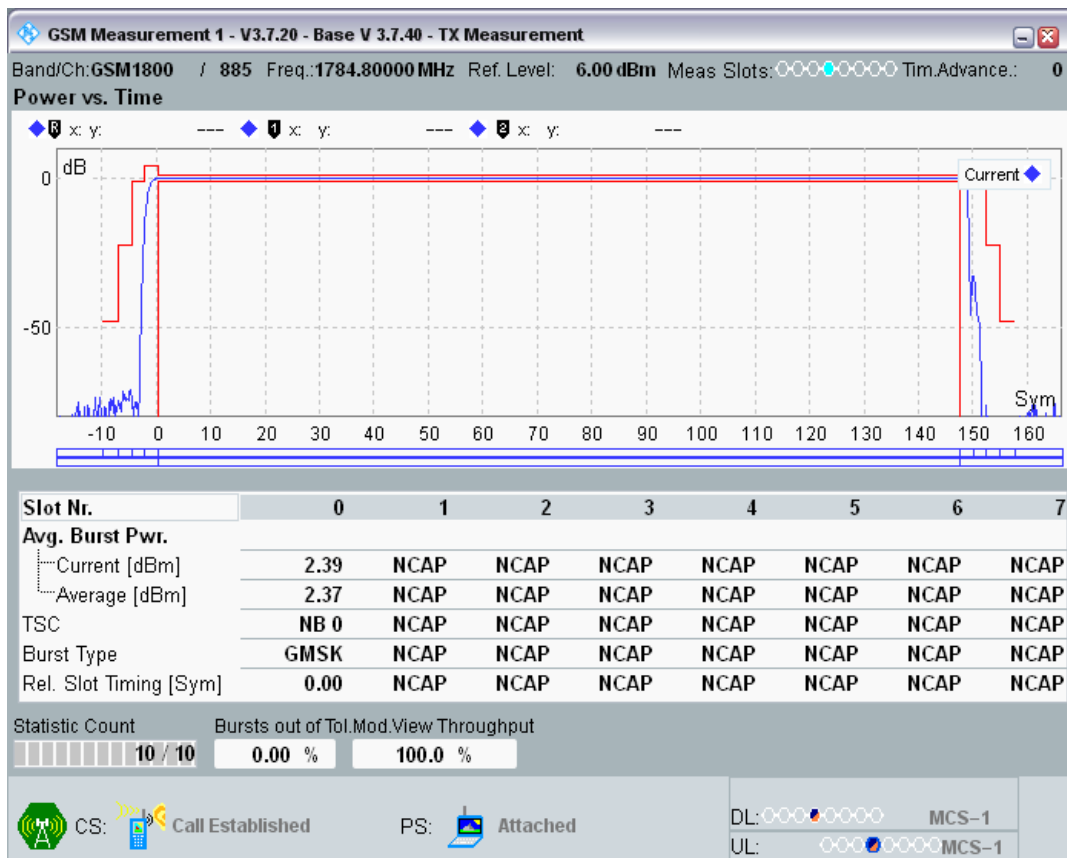 GSM Measurement 1 - V3.7.20 - Base V 3.7.40 - TX Measurement
Band/Ch:GSM1800 / 885 Freq.:1784.80000 MHz Ref. Level: 6.00 dBm Meas Slots: Tim.Advance.: 0
Power vs. Time
R x: y: --- 1 x: y: --- 2 x: y: ---
dB
Current
0
-50
Sym
-10 0 10 20 30 40 50 60 70 80 90 100 110 120 130 140 150 160
Slot Nr. 0 1 2 3 4 5 6 7
Avg. Burst Pwr.
Current [dBm] 2.39 NCAP NCAP NCAP NCAP NCAP NCAP NCAP
Average [dBm] 2.37 NCAP NCAP NCAP NCAP NCAP NCAP NCAP
TSC NB 0 NCAP NCAP NCAP NCAP NCAP NCAP NCAP
Burst Type GMSK NCAP NCAP NCAP NCAP NCAP NCAP NCAP
Rel. Slot Timing [Sym] 0.00 NCAP NCAP NCAP NCAP NCAP NCAP NCAP
Statistic Count Bursts out of Tol.Mod.View Throughput
10 / 10 0.00 % 100.0 %
CS: Call Established PS: Attached
DL: MCS-1
UL: MCS-1